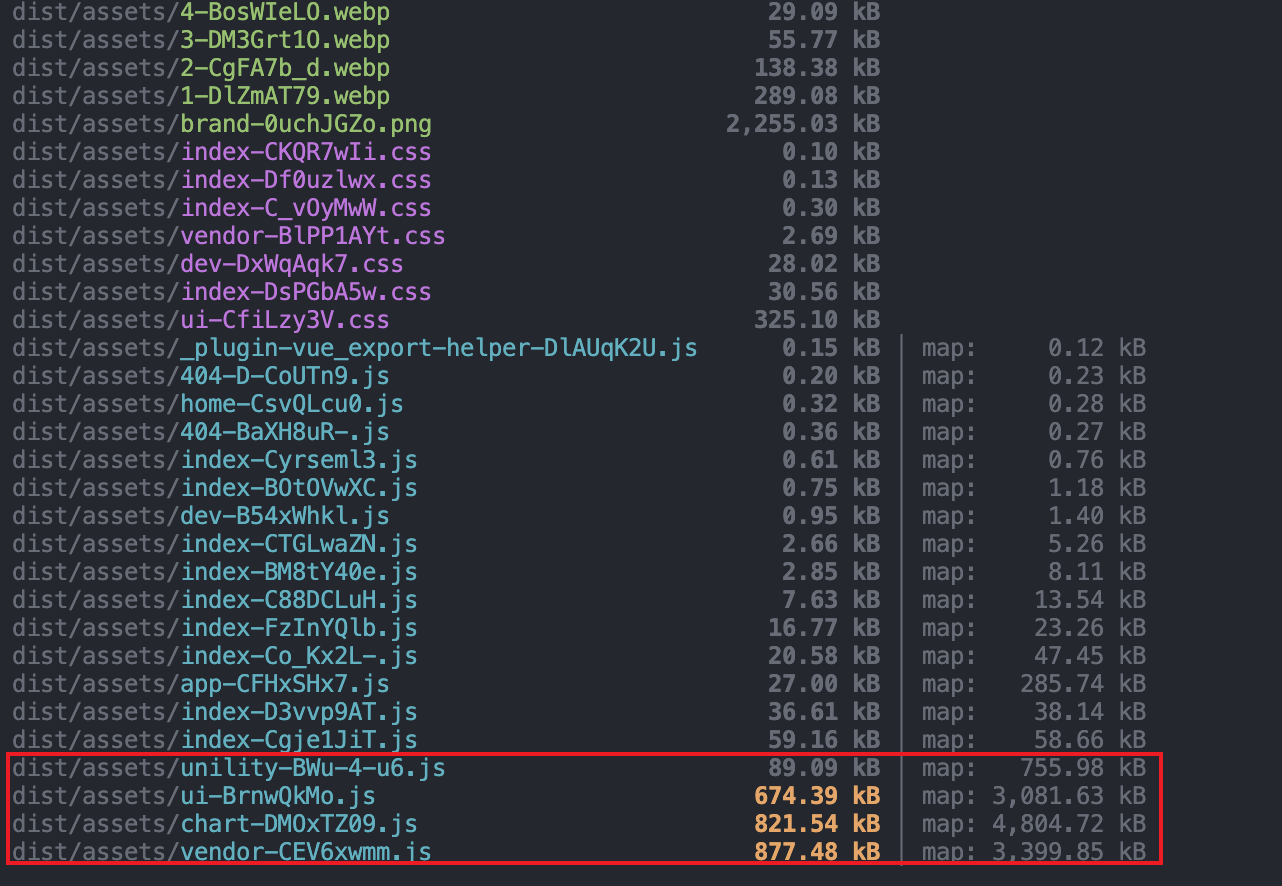 dist/assets/4-BosWIeLO.webp 29.09 kB
dist/assets/3-DM3Grt1O.webp 55.77 kB
dist/assets/2-CgFA7b_d.webp 138.38 kB
dist/assets/1-DlZmAT79.webp 289.08 kB
dist/assets/brand-0uchJGZo.png 2,255.03 kB
dist/assets/index-CKQR7wIi.css 0.10 kB
dist/assets/index-Df0uzlwx.css 0.13 kB
dist/assets/index-C_vOyMwW.css 0.30 kB
dist/assets/vendor-BlPP1AYt.css 2.69 kB
dist/assets/dev-DxWqAqk7.css 28.02 kB
dist/assets/index-DsPGbA5w.css 30.56 kB
dist/assets/ui-CfiLzy3V.css 325.10 kB
dist/assets/_plugin-vue_export-helper-DlAUqK2U.js 0.15 kB │ map: 0.12 kB
dist/assets/404-D-CoUTn9.js 0.20 kB │ map: 0.23 kB
dist/assets/home-CsvQLcu0.js 0.32 kB │ map: 0.28 kB
dist/assets/404-BaXH8uR-.js 0.36 kB │ map: 0.27 kB
dist/assets/index-Cyrseml3.js 0.61 kB │ map: 0.76 kB
dist/assets/index-BOtOVwXC.js 0.75 kB │ map: 1.18 kB
dist/assets/dev-B54xWhkl.js 0.95 kB │ map: 1.40 kB
dist/assets/index-CTGLwaZN.js 2.66 kB │ map: 5.26 kB
dist/assets/index-BM8tY40e.js 2.85 kB │ map: 8.11 kB
dist/assets/index-C88DCLuH.js 7.63 kB │ map: 13.54 kB
dist/assets/index-FzInYQlb.js 16.77 kB │ map: 23.26 kB
dist/assets/index-Co_Kx2L-.js 20.58 kB │ map: 47.45 kB
dist/assets/app-CFHxSHx7.js 27.00 kB │ map: 285.74 kB
dist/assets/index-D3vvp9AT.js 36.61 kB │ map: 38.14 kB
dist/assets/index-Cgje1JiT.js 59.16 kB │ map: 58.66 kB
dist/assets/unility-BWu-4-u6.js 89.09 kB │ map: 755.98 kB
dist/assets/ui-BrnwQkMo.js 674.39 kB │ map: 3,081.63 kB
dist/assets/chart-DMOxTZ09.js 821.54 kB │ map: 4,804.72 kB
dist/assets/vendor-CEV6xwmm.js 877.48 kB │ map: 3,399.85 kB